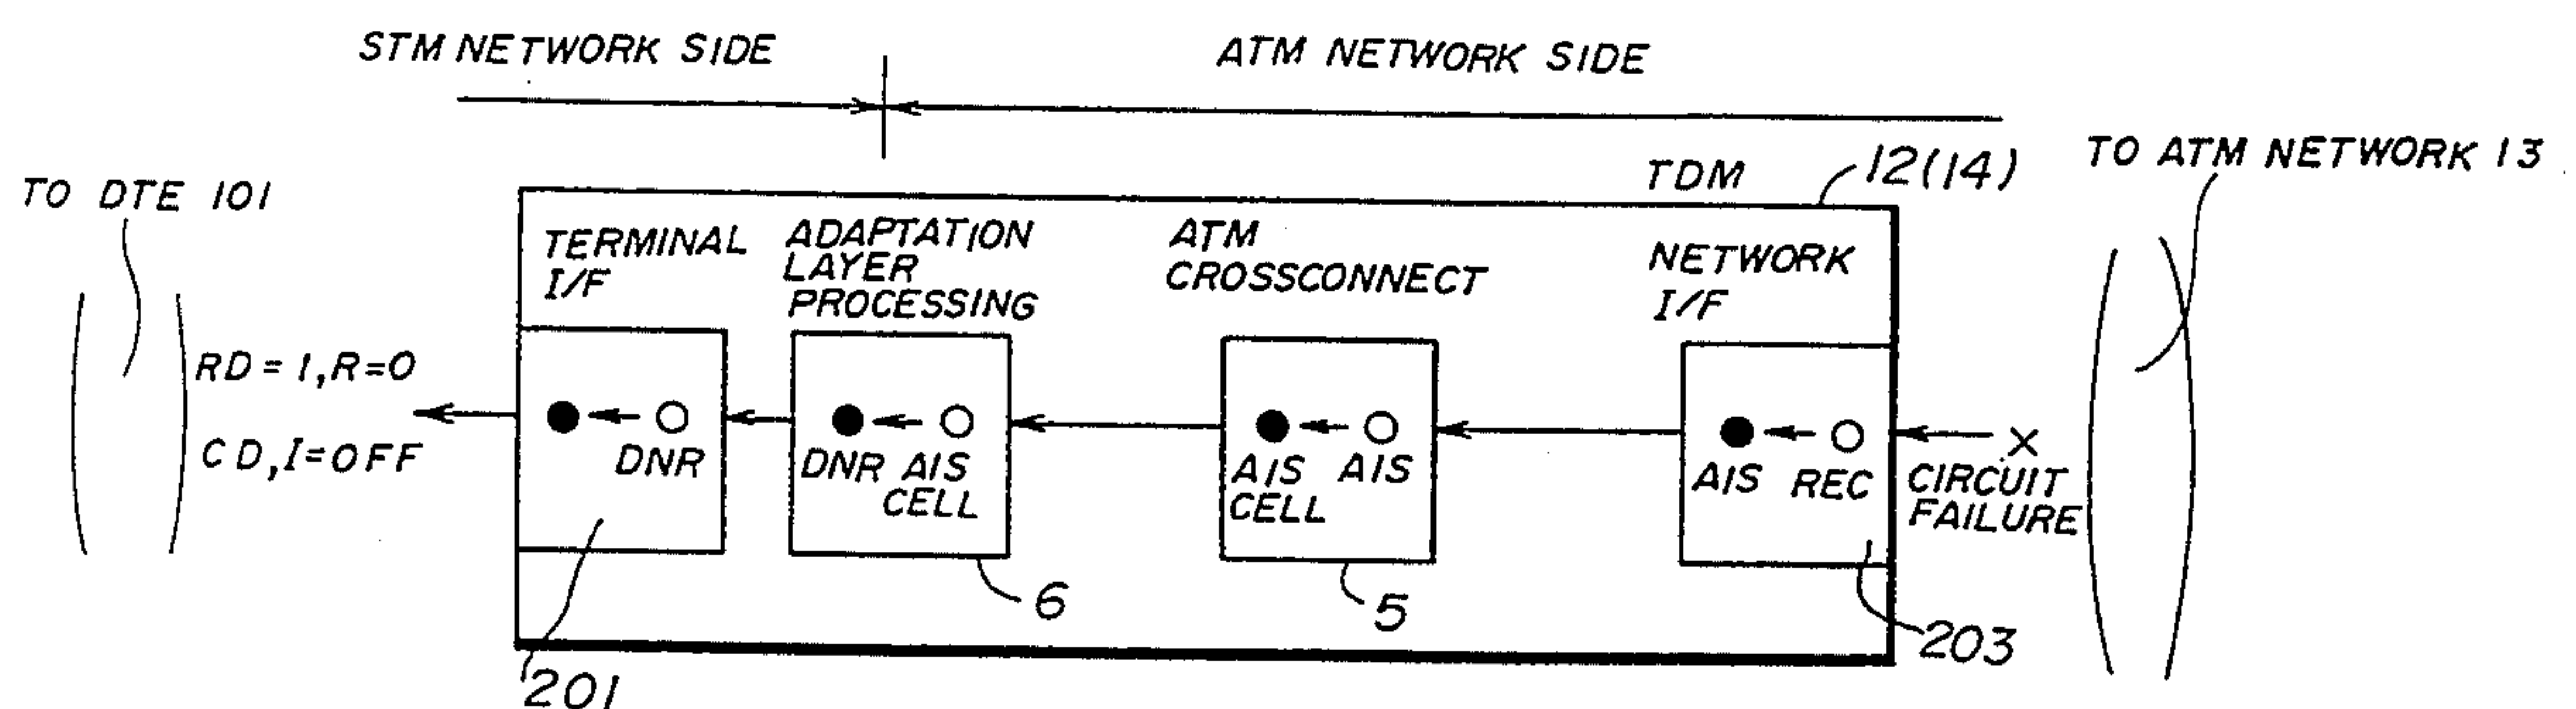 STM NETWORK SIDE
ATM NETWORK SIDE
TO DTE 101
TDM
12(14)
TO ATM NETWORK 13
TERMINAL
I/F
ADAPTATION
LAYER
PROCESSING
ATM
CROSSCONNECT
NETWORK
I/F
RD=1,R=0
CD,I=OFF
DNR
DNR AIS
CELL
AIS AIS
CELL
AIS REC
X
CIRCUIT
FAILURE
201
6
5
203